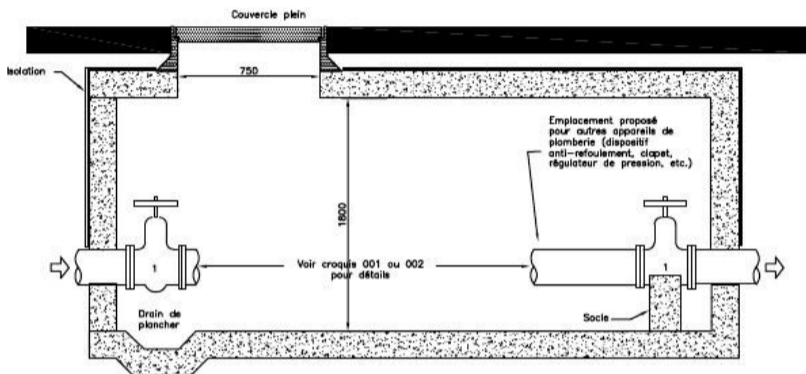 Couvercle plein
Isolation
750
Emplacement proposé
pour autres appareils de
plomberie (dispositif
anti-refoulement, clapet,
régulateur de pression, etc.)
1800
1
Voir croquis 001 ou 002
pour détails
1
Drain de
plancher
Socle